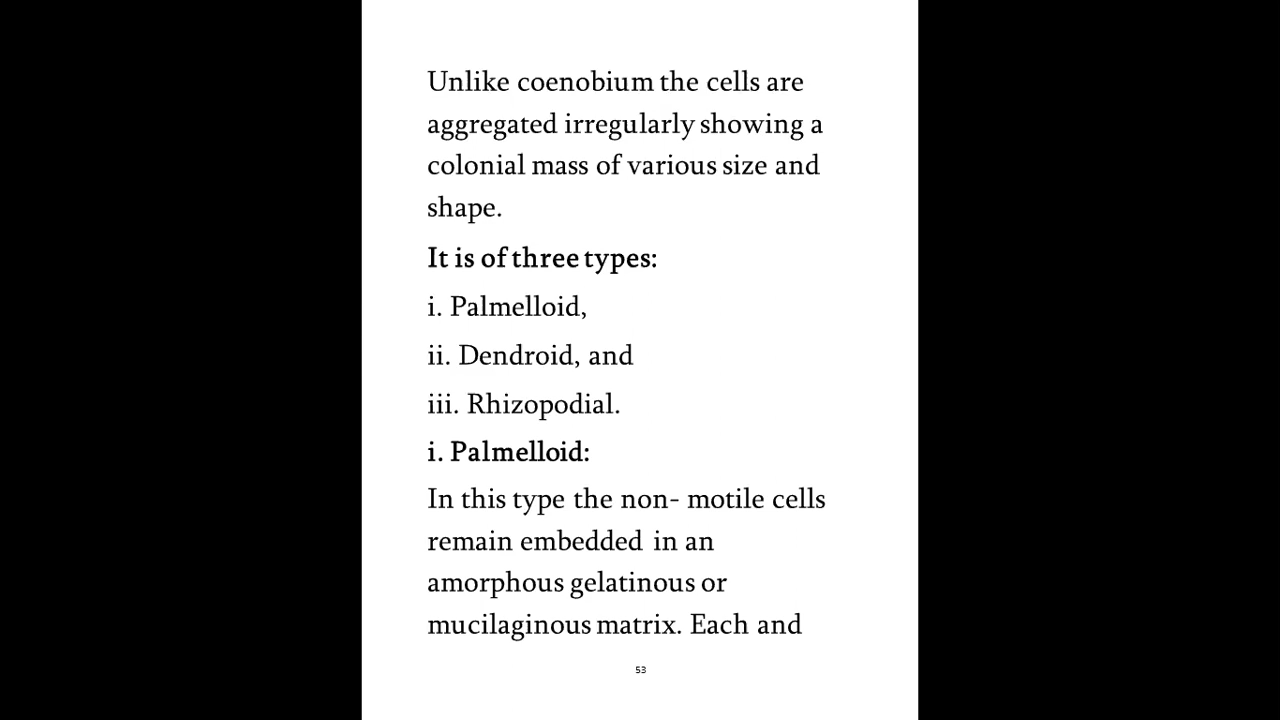 Unlike coenobium the cells are
aggregated irregularly showing a
colonial mass of various size and
shape.
It is of three types:
i. Palmelloid,
ii. Dendroid, and
iii. Rhizopodial.
i. Palmelloid:
In this type the non- motile cells
remain embedded in an
amorphous gelatinous or
mucilaginous matrix. Each and
53